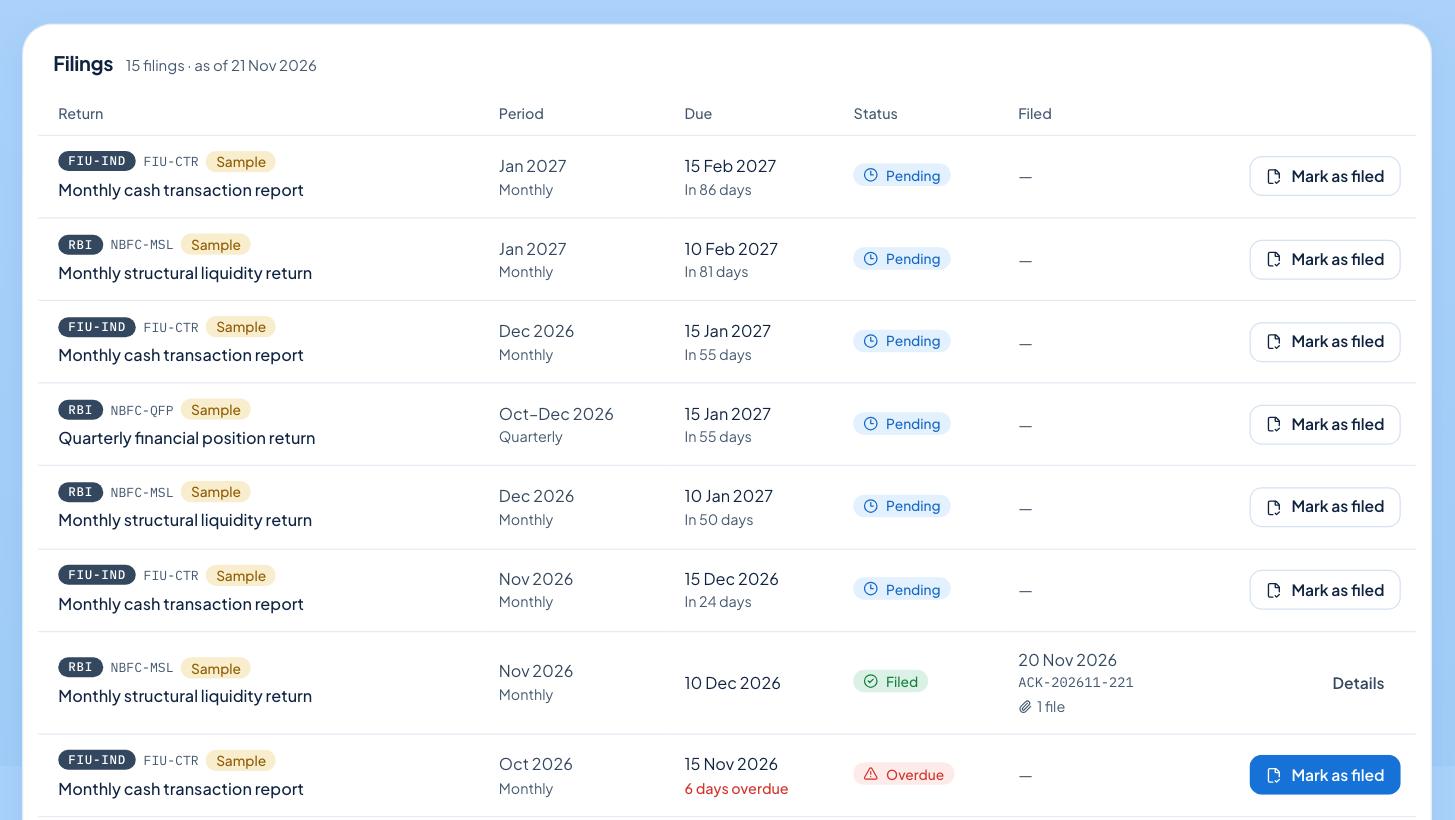 Filings 15 filings · as of 21 Nov 2026
Return Period Due Status Filed
FIU-IND FIU-CTR Sample
Monthly cash transaction report
Jan 2027
Monthly
15 Feb 2027
In 86 days
Pending
—
Mark as filed
RBI NBFC-MSL Sample
Monthly structural liquidity return
Jan 2027
Monthly
10 Feb 2027
In 81 days
Pending
—
Mark as filed
FIU-IND FIU-CTR Sample
Monthly cash transaction report
Dec 2026
Monthly
15 Jan 2027
In 55 days
Pending
—
Mark as filed
RBI NBFC-QFP Sample
Quarterly financial position return
Oct–Dec 2026
Quarterly
15 Jan 2027
In 55 days
Pending
—
Mark as filed
RBI NBFC-MSL Sample
Monthly structural liquidity return
Dec 2026
Monthly
10 Jan 2027
In 50 days
Pending
—
Mark as filed
FIU-IND FIU-CTR Sample
Monthly cash transaction report
Nov 2026
Monthly
15 Dec 2026
In 24 days
Pending
—
Mark as filed
RBI NBFC-MSL Sample
Monthly structural liquidity return
Nov 2026
Monthly
10 Dec 2026
Filed
20 Nov 2026
ACK-202611-221
1 file
Details
FIU-IND FIU-CTR Sample
Monthly cash transaction report
Oct 2026
Monthly
15 Nov 2026
6 days overdue
Overdue
—
Mark as filed